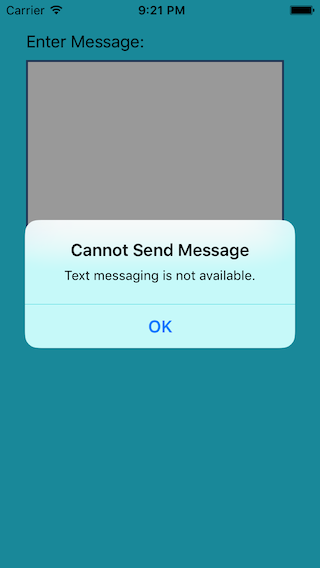 Carrier 9:21 PM
Enter Message:
Cannot Send Message
Text messaging is not available.
OK